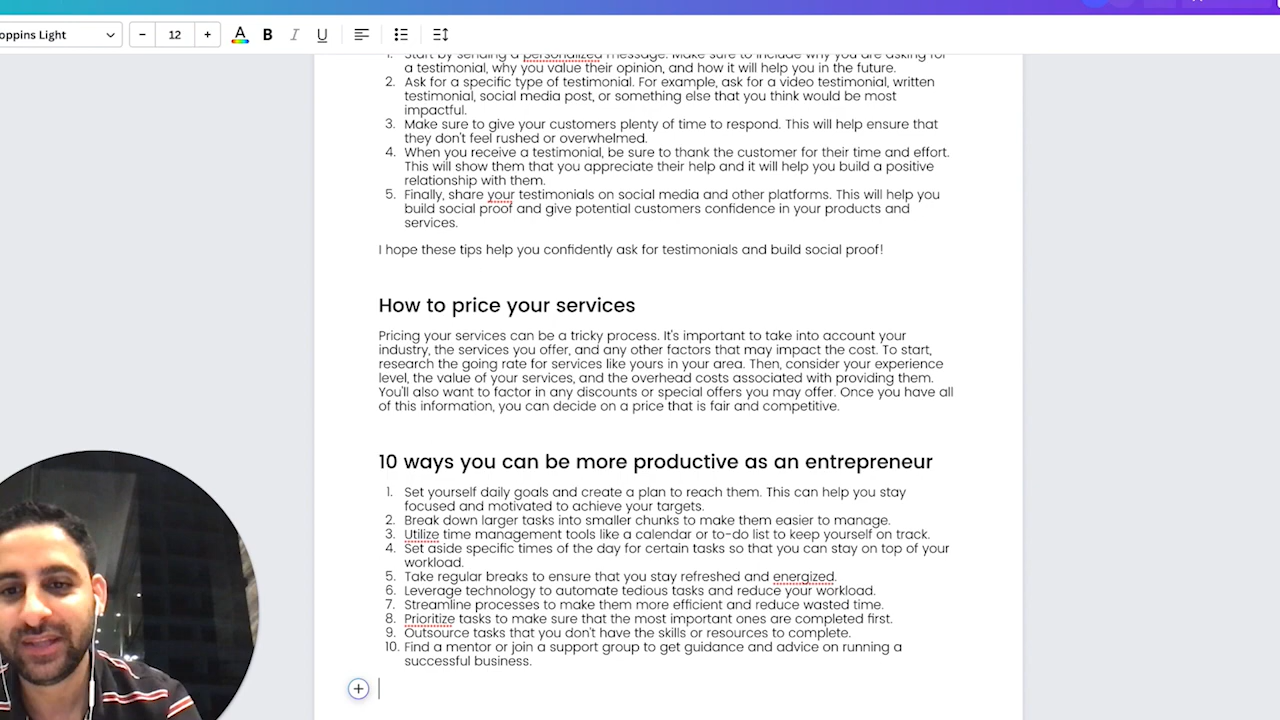 oppins Light
12
A
B
I
U
1. Start by sending a personalized message. Make sure to include why you are asking for
a testimonial, why you value their opinion, and how it will help you in the future.
2. Ask for a specific type of testimonial. For example, ask for a video testimonial, written
testimonial, social media post, or something else that you think would be most
impactful.
3. Make sure to give your customers plenty of time to respond. This will help ensure that
they don't feel rushed or overwhelmed.
4. When you receive a testimonial, be sure to thank the customer for their time and effort.
This will show them that you appreciate their help and it will help you build a positive
relationship with them.
5. Finally, share your testimonials on social media and other platforms. This will help you
build social proof and give potential customers confidence in your products and
services.
I hope these tips help you confidently ask for testimonials and build social proof!
How to price your services
Pricing your services can be a tricky process. It's important to take into account your
industry, the services you offer, and any other factors that may impact the cost. To start,
research the going rate for services like yours in your area. Then, consider your experience
level, the value of your services, and the overhead costs associated with providing them.
You'll also want to factor in any discounts or special offers you may offer. Once you have all
of this information, you can decide on a price that is fair and competitive.
10 ways you can be more productive as an entrepreneur
1. Set yourself daily goals and create a plan to reach them. This can help you stay
focused and motivated to achieve your targets.
2. Break down larger tasks into smaller chunks to make them easier to manage.
3. Utilize time management tools like a calendar or to-do list to keep yourself on track.
4. Set aside specific times of the day for certain tasks so that you can stay on top of your
workload.
5. Take regular breaks to ensure that you stay refreshed and energized.
6. Leverage technology to automate tedious tasks and reduce your workload.
7. Streamline processes to make them more efficient and reduce wasted time.
8. Prioritize tasks to make sure that the most important ones are completed first.
9. Outsource tasks that you don't have the skills or resources to complete.
10. Find a mentor or join a support group to get guidance and advice on running a
successful business.